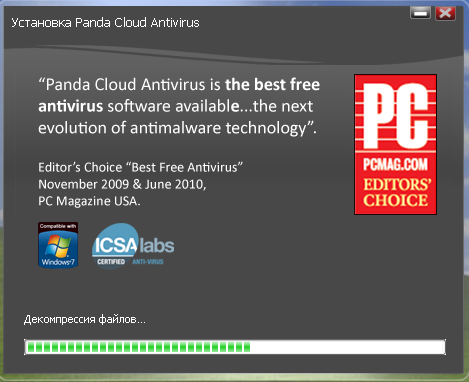 Установка Panda Cloud Antivirus
“Panda Cloud Antivirus is the best free
antivirus software available...the next
evolution of antimalware technology”.
Editor’s Choice “Best Free Antivirus”
November 2009 & June 2010,
PC Magazine USA.
PC
PCMAG.COM
EDITORS’
CHOICE
Compatible with
Windows 7
ICSA labs
CERTIFIED ANTI-VIRUS
Декомпрессия файлов...